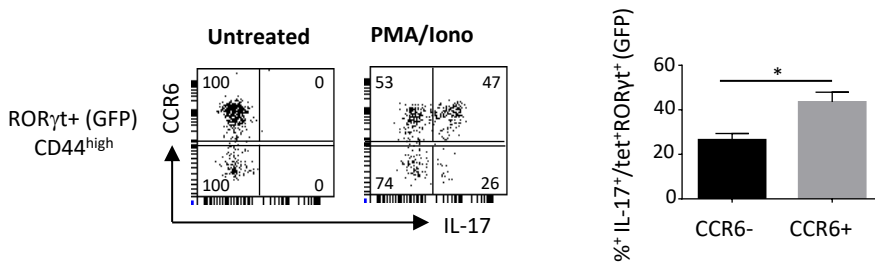 Untreated
PMA/Iono
RORγt+ (GFP)
CD44high
CCR6
100
0
100
0
53
47
74
26
IL-17
%+ IL-17+/tet+RORγt+ (GFP)
60
40
20
0
*
CCR6-
CCR6+